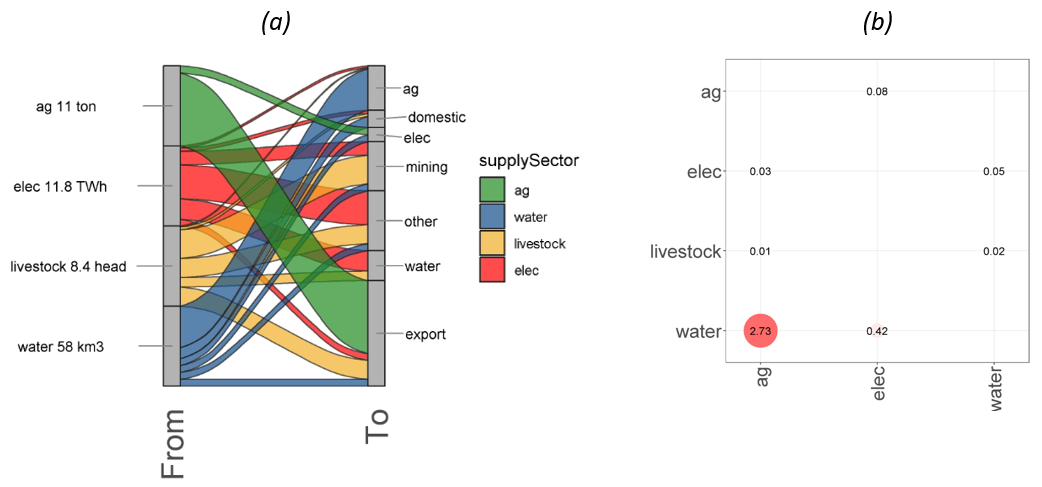 (a)
ag 11 ton
elec 11.8 TWh
livestock 8.4 head
water 58 km3
ag
domestic
elec
mining
other
water
export
From
To
supplySector
ag
water
livestock
elec
(b)
ag
0.08
elec
0.03
0.05
livestock
0.01
0.02
water
2.73
0.42
ag
elec
water